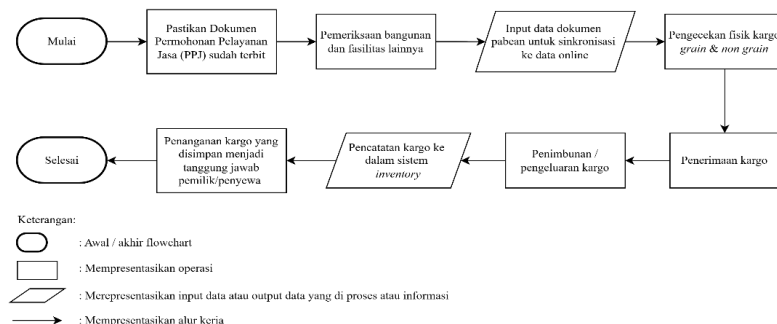 Mulai
Pastikan Dokumen
Permohonan Pelayanan
Jasa (PPJ) sudah terbit
Pemeriksaan bangunan
dan fasilitas lainnya
Input data dokumen
pabean untuk sinkronisasi
ke data online
Pengecekan fisik kargo
grain & non grain
Penerimaan kargo
Penimbunan /
pengeluaran kargo
Pencatatan kargo ke
dalam sistem
inventory
Penanganan kargo yang
disimpan menjadi
tanggung jawab
pemilik/penyewa
Selesai
Keterangan:
: Awal / akhir flowchart
: Mempresentasikan operasi
: Merepresentasikan input data atau output data yang di proses atau informasi
: Mempresentasikan alur kerja